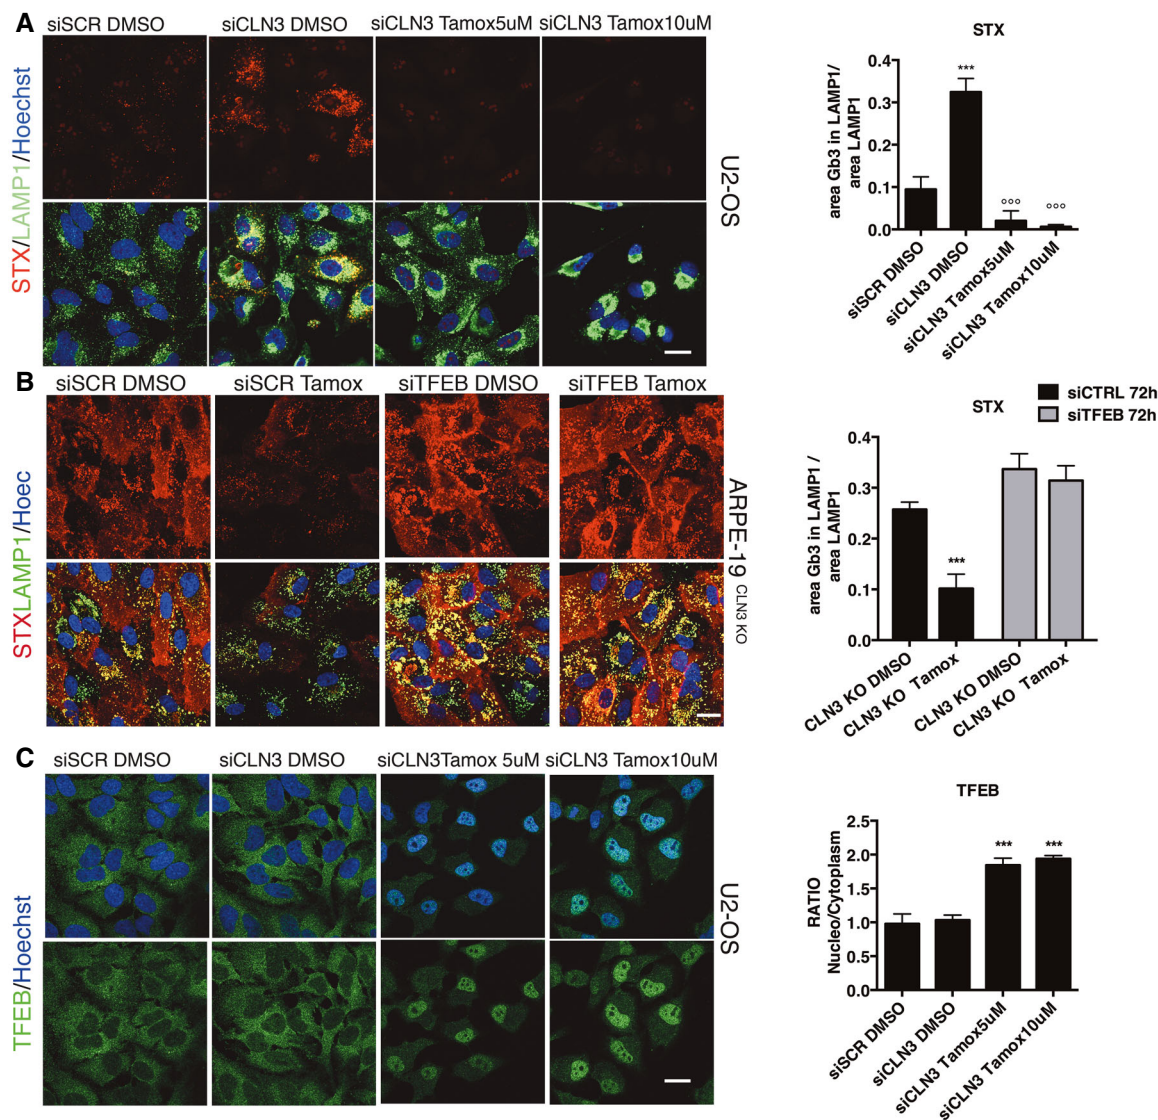 A
siSCR DMSO
siCLN3 DMSO
siCLN3 Tamox5uM
siCLN3 Tamox10uM
STX/LAMP1/Hoechst
U2-OS
STX
area Gb3 in LAMP1/
area LAMP1
0.4
0.3
0.2
0.1
0.0
***
°°°
°°°
siSCR DMSO
siCLN3 DMSO
siCLN3 Tamox5uM
siCLN3 Tamox10uM
B
siSCR DMSO
siSCR Tamox
siTFEB DMSO
siTFEB Tamox
STXLAMP1/Hoec
ARPE-19 CLN3 KO
siCTRL 72h
siTFEB 72h
STX
area Gb3 in LAMP1 /
area LAMP1
0.4
0.3
0.2
0.1
0.0
***
CLN3 KO DMSO
CLN3 KO Tamox
CLN3 KO DMSO
CLN3 KO Tamox
C
siSCR DMSO
siCLN3 DMSO
siCLN3Tamox 5uM
siCLN3 Tamox10uM
TFEB/Hoechst
U2-OS
TFEB
RATIO
Nucleo/Cytoplasm
2.5
2.0
1.5
1.0
0.5
0.0
***
***
siSCR DMSO
siCLN3 DMSO
siCLN3 Tamox5uM
siCLN3 Tamox10uM